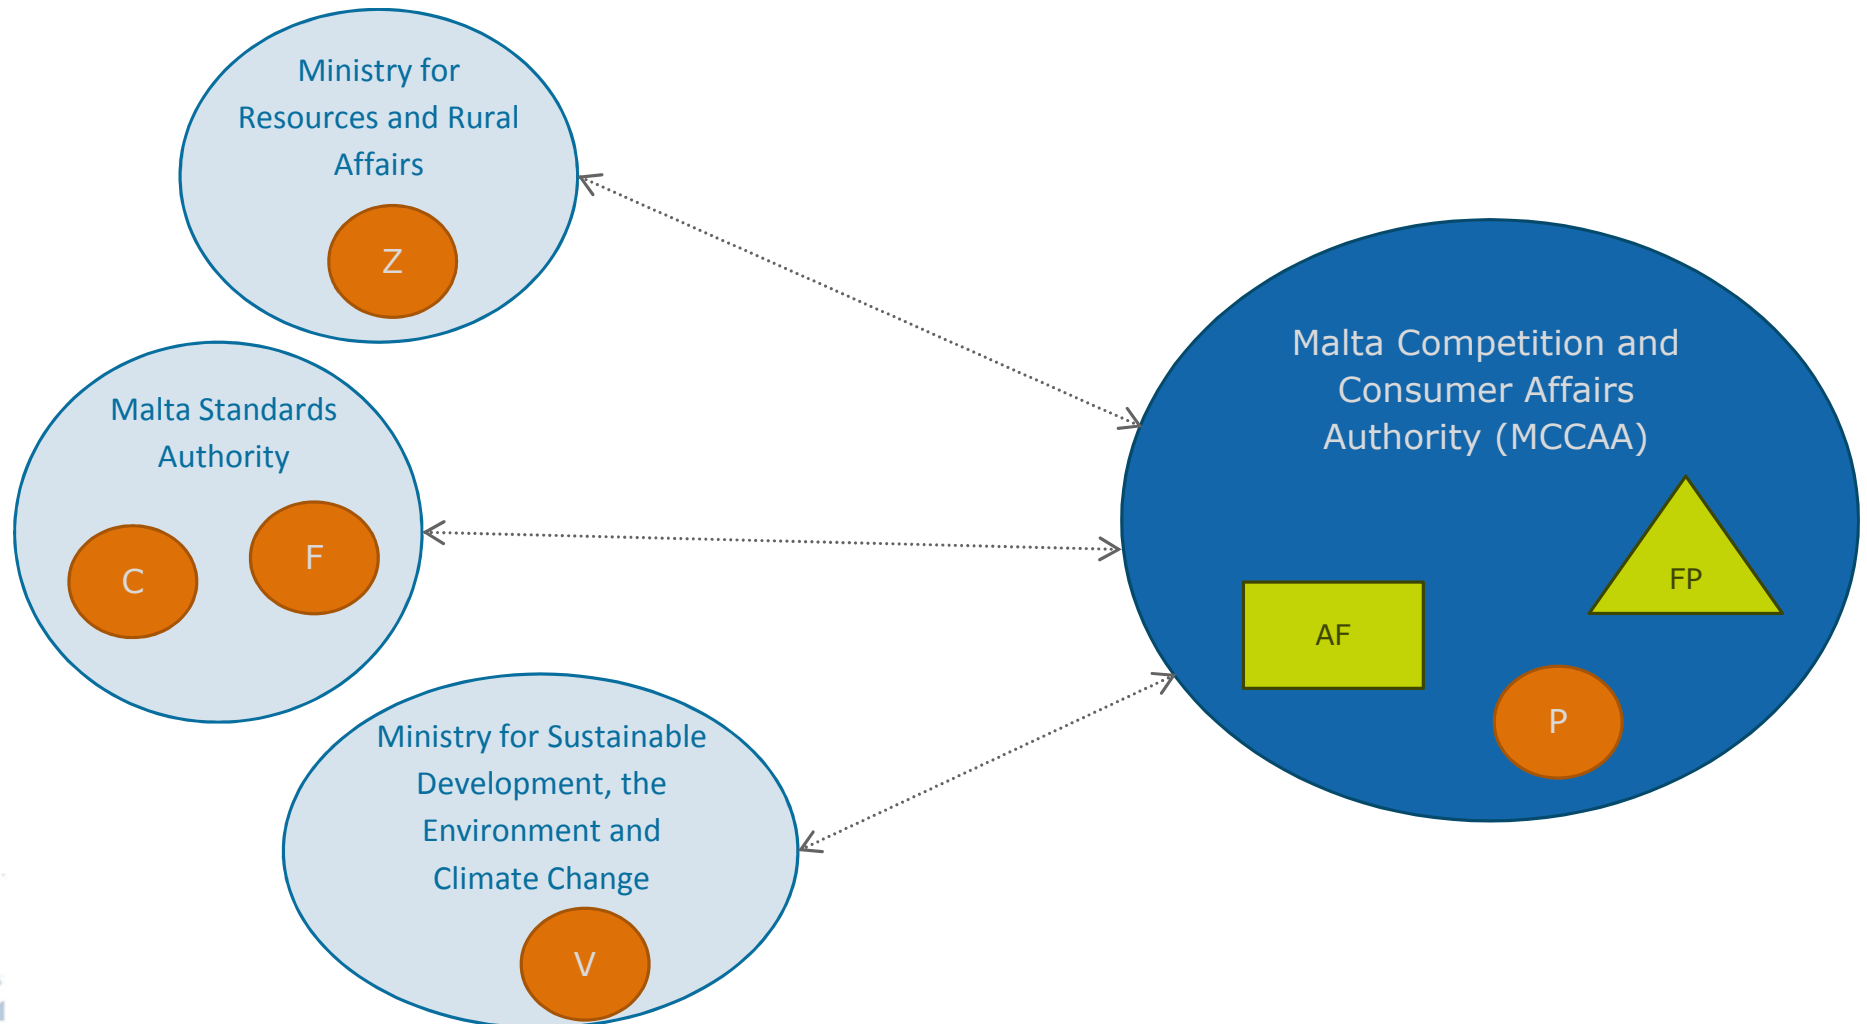 Ministry for
Resources and Rural
Affairs
Z
Malta Standards
Authority
C
F
Ministry for Sustainable
Development, the
Environment and
Climate Change
V
Malta Competition and
Consumer Affairs
Authority (MCCAA)
FP
AF
P